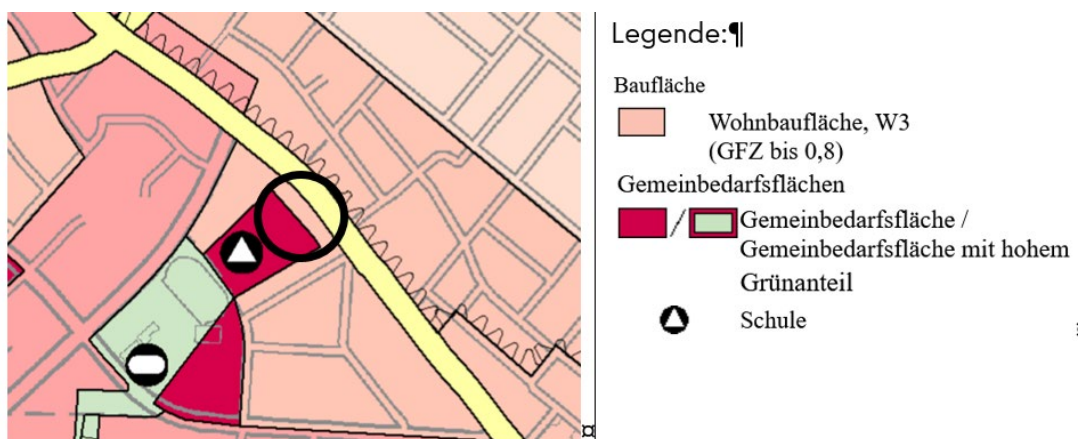 Legende:¶
Baufläche
Wohnbaufläche, W3
(GFZ bis 0,8)
Gemeinbedarfsflächen
/ Gemeinbedarfsfläche /
Gemeinbedarfsfläche mit hohem
Grünanteil
Schule
¤